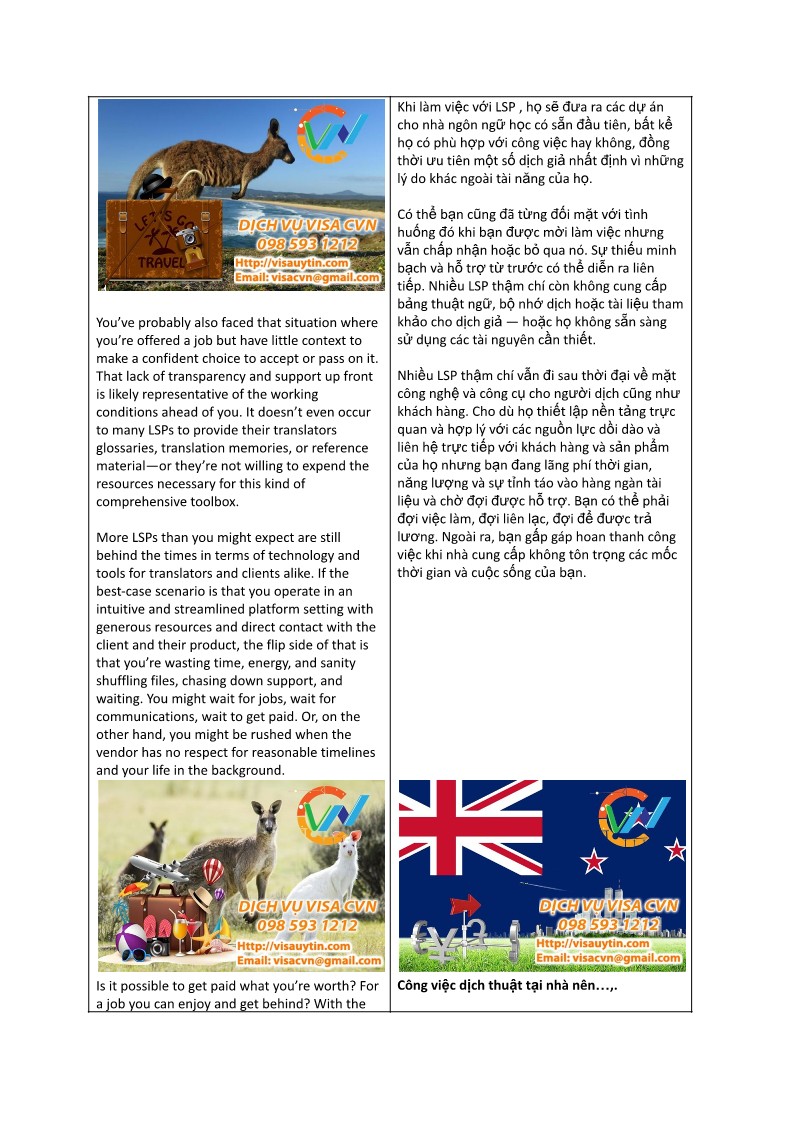 LET'S GO
TRAVEL
DỊCH VỤ VISA CVN
098 593 1212
Http://visauytin.com
Email: visacvn@gmail.com
You’ve probably also faced that situation where
you’re offered a job but have little context to
make a confident choice to accept or pass on it.
That lack of transparency and support up front
is likely representative of the working
conditions ahead of you. It doesn’t even occur
to many LSPs to provide their translators
glossaries, translation memories, or reference
material—or they’re not willing to expend the
resources necessary for this kind of
comprehensive toolbox.
More LSPs than you might expect are still
behind the times in terms of technology and
tools for translators and clients alike. If the
best-case scenario is that you operate in an
intuitive and streamlined platform setting with
generous resources and direct contact with the
client and their product, the flip side of that is
that you’re wasting time, energy, and sanity
shuffling files, chasing down support, and
waiting. You might wait for jobs, wait for
communications, wait to get paid. Or, on the
other hand, you might be rushed when the
vendor has no respect for reasonable timelines
and your life in the background.
Khi làm việc với LSP , họ sẽ đưa ra các dự án
cho nhà ngôn ngữ học có sẵn đầu tiên, bất kể
họ có phù hợp với công việc hay không, đồng
thời ưu tiên một số dịch giả nhất định vì những
lý do khác ngoài tài năng của họ.
Có thể bạn cũng đã từng đối mặt với tình
huống đó khi bạn được mời làm việc nhưng
vẫn chấp nhận hoặc bỏ qua nó. Sự thiếu minh
bạch và hỗ trợ từ trước có thể diễn ra liên
tiếp. Nhiều LSP thậm chí còn không cung cấp
bảng thuật ngữ, bộ nhớ dịch hoặc tài liệu tham
khảo cho dịch giả — hoặc họ không sẵn sàng
sử dụng các tài nguyên cần thiết.
Nhiều LSP thậm chí vẫn đi sau thời đại về mặt
công nghệ và công cụ cho người dịch cũng như
khách hàng. Cho dù họ thiết lập nền tảng trực
quan và hợp lý với các nguồn lực dồi dào và
liên hệ trực tiếp với khách hàng và sản phẩm
của họ nhưng bạn đang lãng phí thời gian,
năng lượng và sự tỉnh táo vào hàng ngàn tài
liệu và chờ đợi được hỗ trợ. Bạn có thể phải
đợi việc làm, đợi liên lạc, đợi để được trả
lương. Ngoài ra, bạn gấp gáp hoan thanh công
việc khi nhà cung cấp không tôn trọng các mốc
thời gian và cuộc sống của bạn.
DỊCH VỤ VISA CVN
098 593 1212
Http://visauytin.com
Email: visacvn@gmail.com
Is it possible to get paid what you’re worth? For
a job you can enjoy and get behind? With the
DỊCH VỤ VISA CVN
098 593 1212
Http://visauytin.com
Email: visacvn@gmail.com
Công việc dịch thuật tại nhà nên…,.